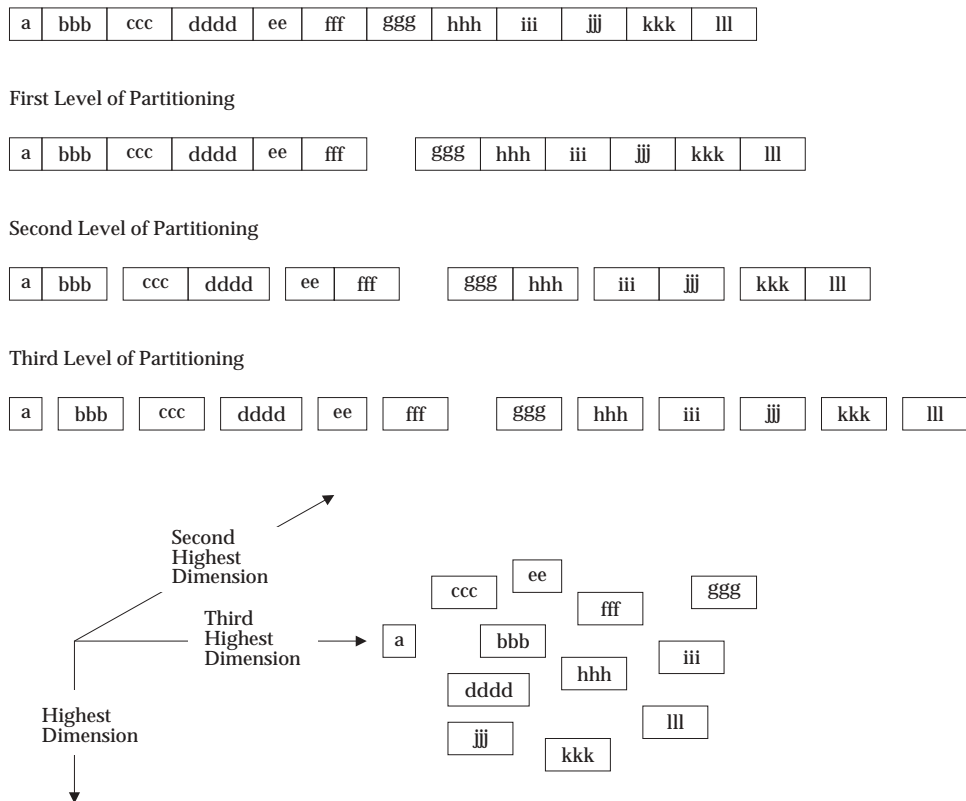 a bbb ccc dddd ee fff ggg hhh iii jjj kkk lll
First Level of Partitioning
a bbb ccc dddd ee fff ggg hhh iii jjj kkk lll
Second Level of Partitioning
a bbb ccc dddd ee fff ggg hhh iii jjj kkk lll
Third Level of Partitioning
a bbb ccc dddd ee fff ggg hhh iii jjj kkk lll
Second
Highest
Dimension
Third
Highest
Dimension
Highest
Dimension
ee
ccc
ggg
fff
a
bbb
iii
hhh
dddd
lll
jjj
kkk